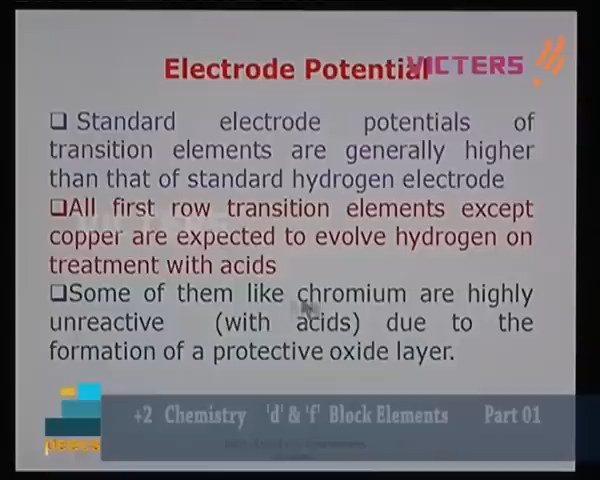 Electrode Potential
VICTERS
❑ Standard electrode potentials of
transition elements are generally higher
than that of standard hydrogen electrode
❑All first row transition elements except
copper are expected to evolve hydrogen on
treatment with acids
❑Some of them like chromium are highly
unreactive (with acids) due to the
formation of a protective oxide layer.
+2 Chemistry 'd' & 'f' Block Elements Part 01
peets